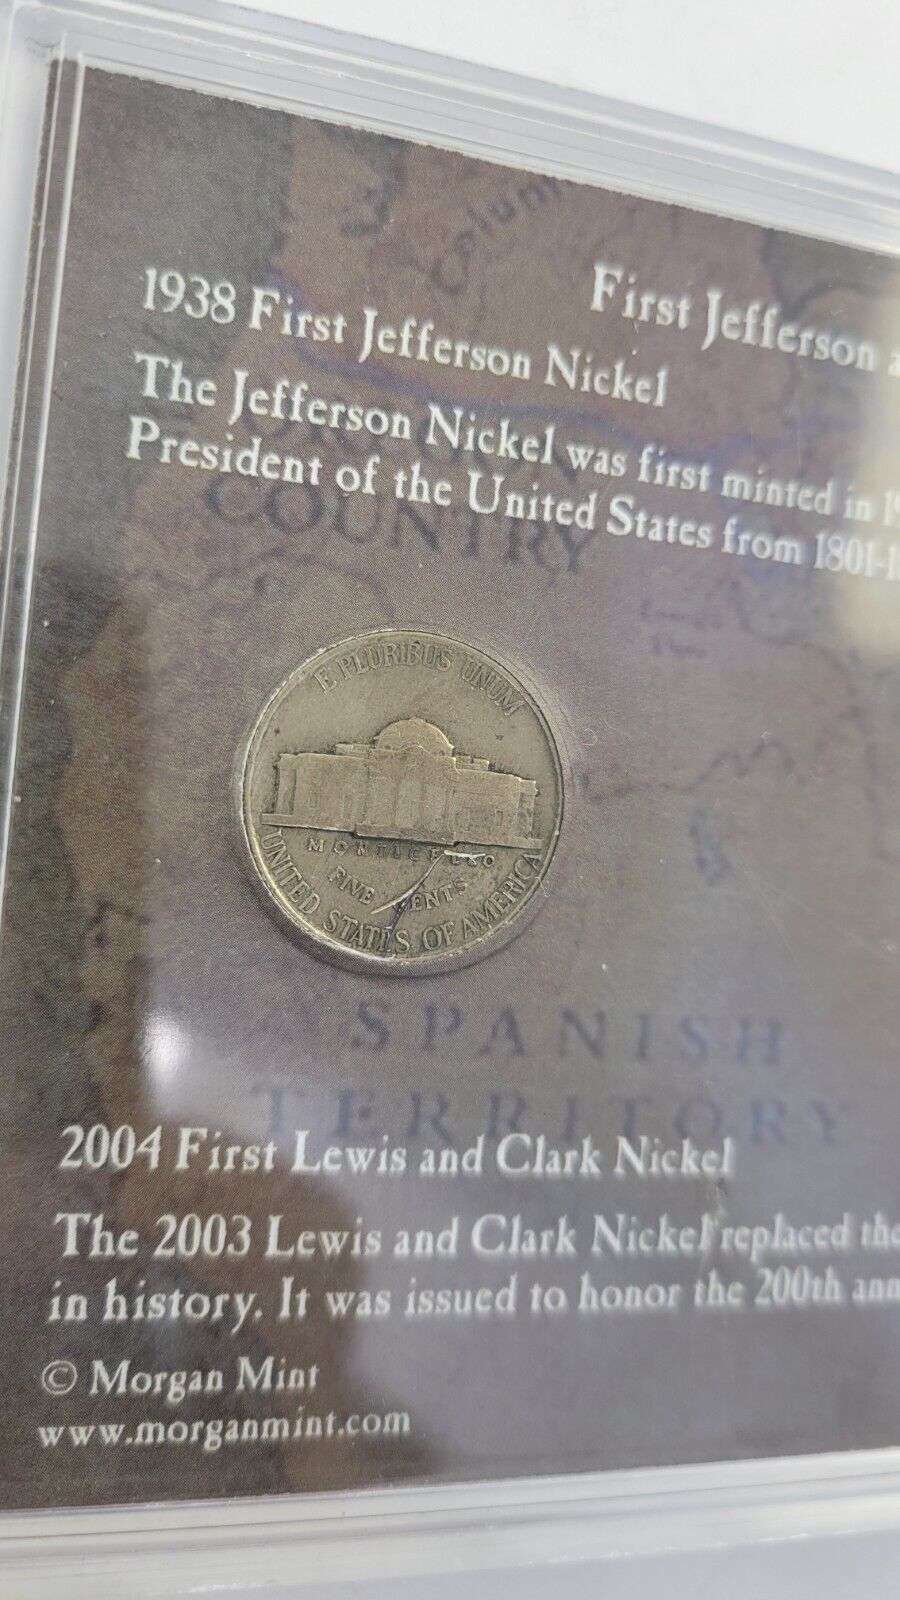 First Jefferson
1938 First Jefferson Nickel
The Jefferson Nickel was first minted in
President of the United States from 1801-
COUNTRY
E PLURIBUS UNUM
MONTICELLO
FIVE CENTS
UNITED STATES OF AMERICA
SPANISH
TERRITORY
2004 First Lewis and Clark Nickel
The 2003 Lewis and Clark Nickel replaced the
in history. It was issued to honor the 200th
© Morgan Mint
www.morganmint.com